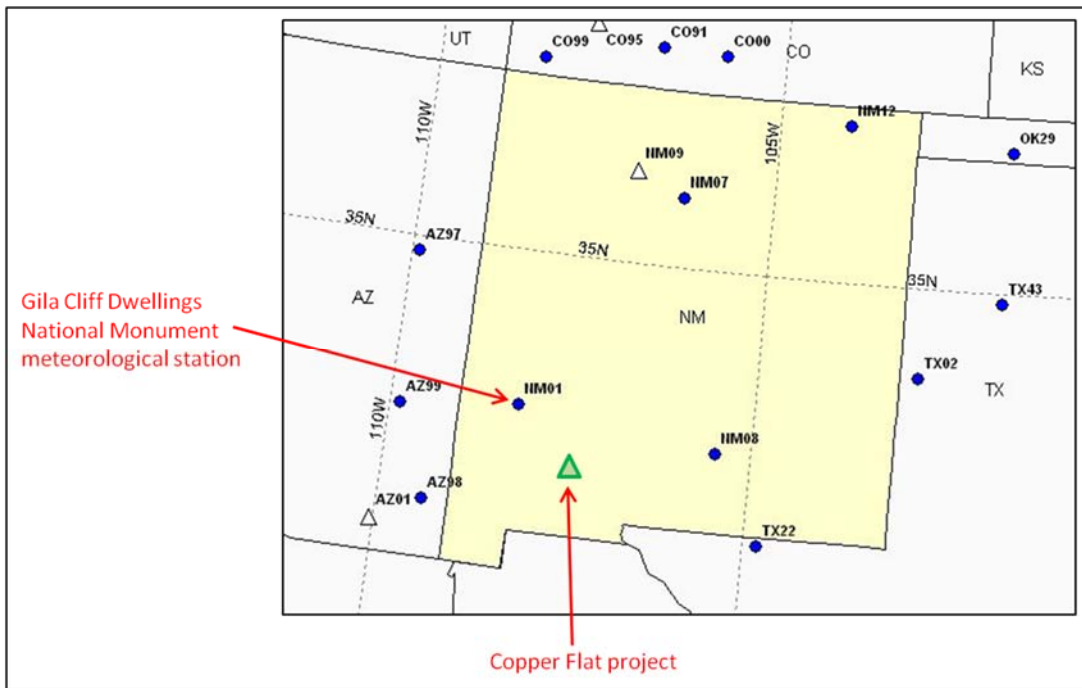 UT
CO99
CO95
CO91
CO00
CO
KS
110W
NM12
OK29
NM09
105W
NM07
35N
AZ97
35N
35N
TX43
Gila Cliff Dwellings
National Monument
meteorological station
AZ
NM
TX02
TX
AZ99
NM01
110W
NM08
AZ98
AZ01
TX22
Copper Flat project